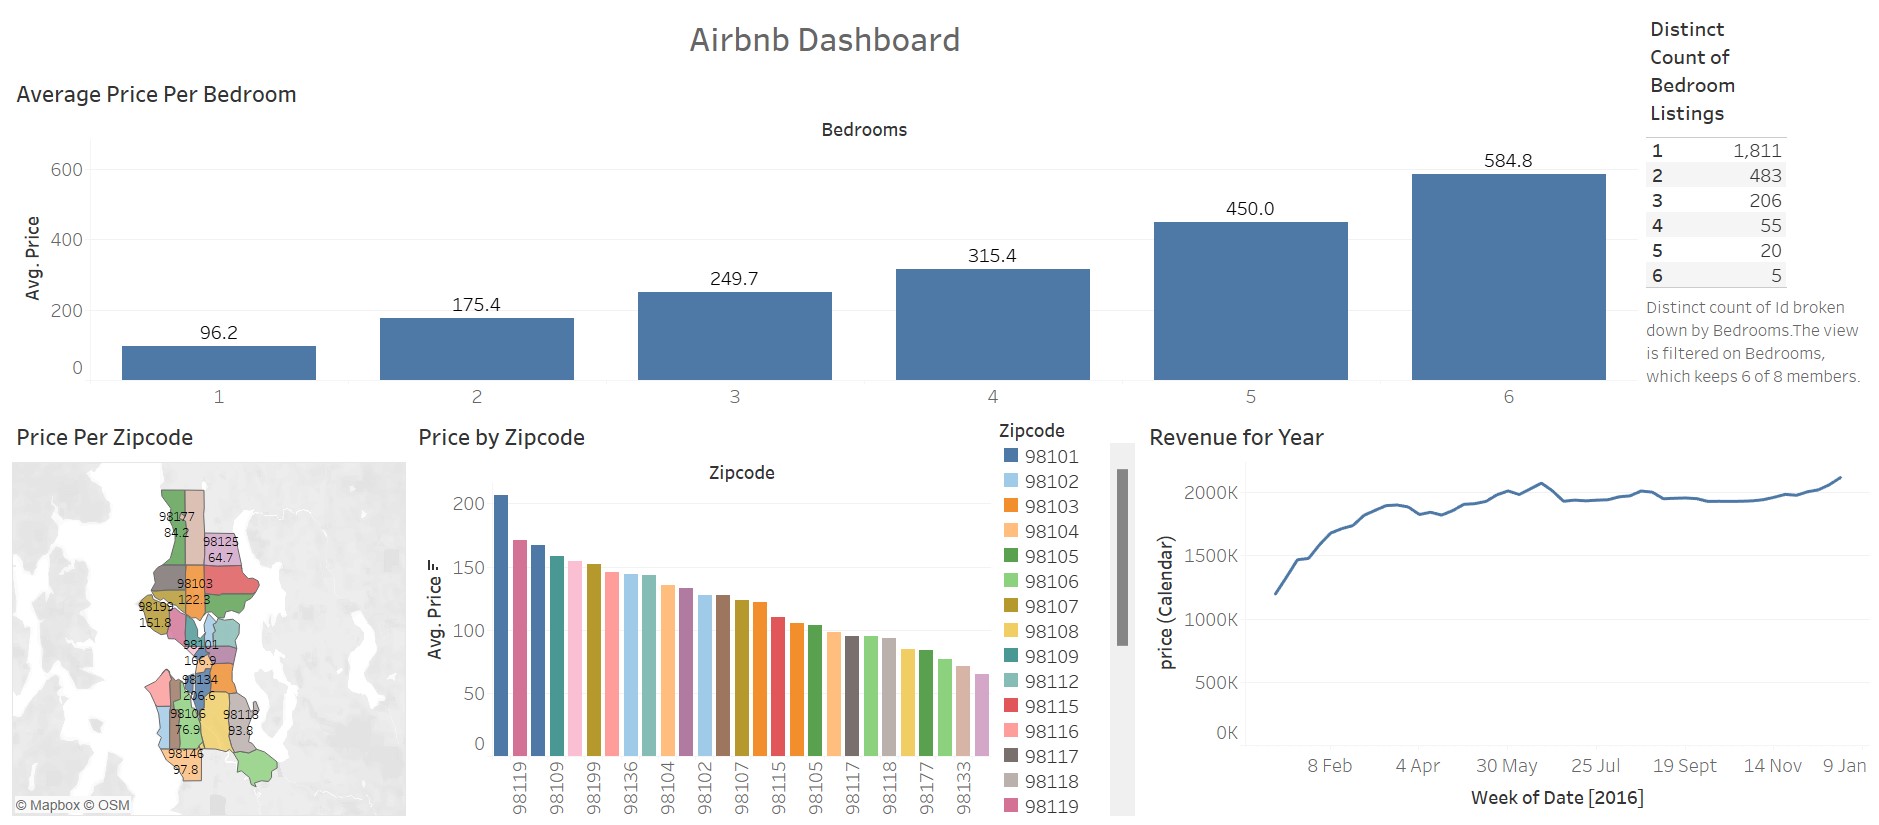 Airbnb Dashboard
Average Price Per Bedroom
Bedrooms
Avg. Price
600
400
200
0
96.2
175.4
249.7
315.4
450.0
584.8
1
2
3
4
5
6
Distinct
Count of
Bedroom
Listings
1 1,811
2 483
3 206
4 55
5 20
6 5
Distinct count of Id broken
down by Bedrooms.The view
is filtered on Bedrooms,
which keeps 6 of 8 members.
Price Per Zipcode
98177
84.2
98125
64.7
98103
122.3
98199
151.8
98101
166.9
98134
206.6
98106
76.9
98118
93.8
98146
97.8
© Mapbox © OSM
Price by Zipcode
Zipcode
Avg. Price
200
150
100
50
0
98119
98109
98199
98136
98104
98102
98107
98115
98105
98117
98118
98177
98133
Zipcode
98101
98102
98103
98104
98105
98106
98107
98108
98109
98112
98115
98116
98117
98118
98119
Revenue for Year
price (Calendar)
2000K
1500K
1000K
500K
0K
8 Feb
4 Apr
30 May
25 Jul
19 Sept
14 Nov
9 Jan
Week of Date [2016]